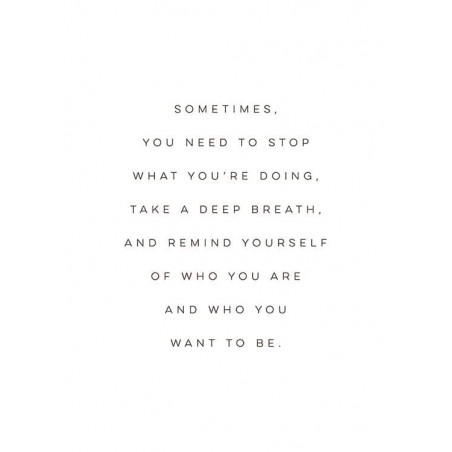 SOMETIMES,
YOU NEED TO STOP
WHAT YOU'RE DOING,
TAKE A DEEP BREATH,
AND REMIND YOURSELF
OF WHO YOU ARE
AND WHO YOU
WANT TO BE.